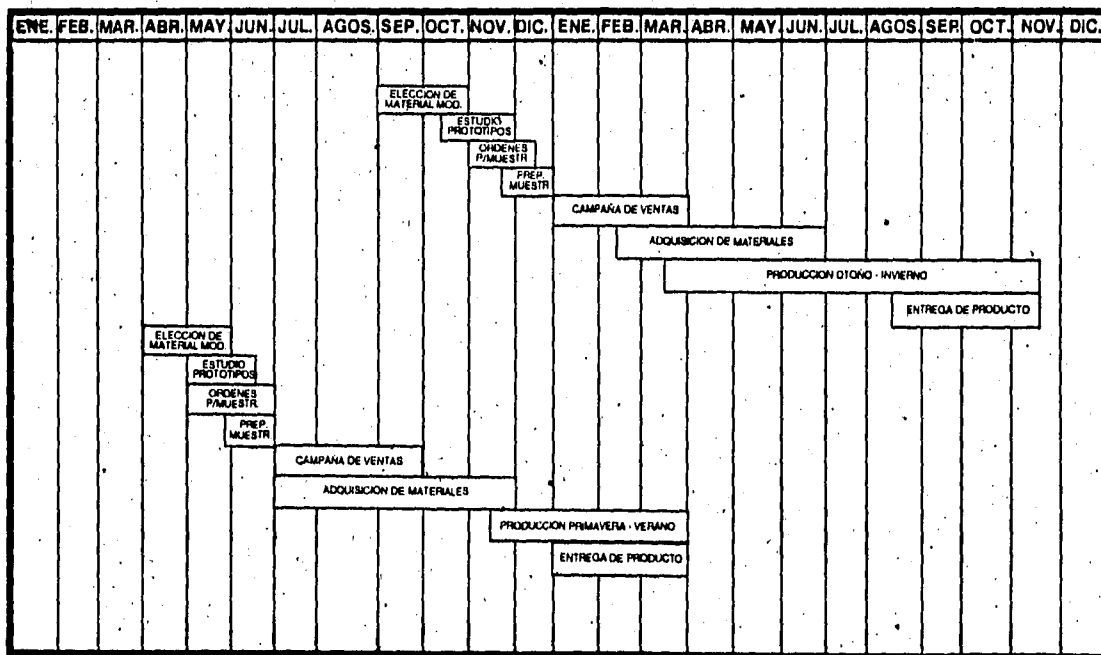 ENE. FEB. MAR. ABR. MAY. JUN. JUL. AGOS. SEP. OCT. NOV. DIC. ENE. FEB. MAR. ABR. MAY. JUN. JUL. AGOS. SEP. OCT. NOV. DIC.
ELECCION DE
MATERIAL MOD.
ESTUDIO
PROTOTIPOS
ORDENES
P/MUESTR.
PREP.
MUESTR
CAMPAÑA DE VENTAS
ADQUISICION DE MATERIALES
PRODUCCION OTOÑO - INVIERNO
ENTREGA DE PRODUCTO
ELECCION DE
MATERIAL MOD.
ESTUDIO
PROTOTIPOS
ORDENES
P/MUESTR.
PREP.
MUESTR
CAMPAÑA DE VENTAS
ADQUISICION DE MATERIALES
PRODUCCION PRIMAVERA - VERANO
ENTREGA DE PRODUCTO